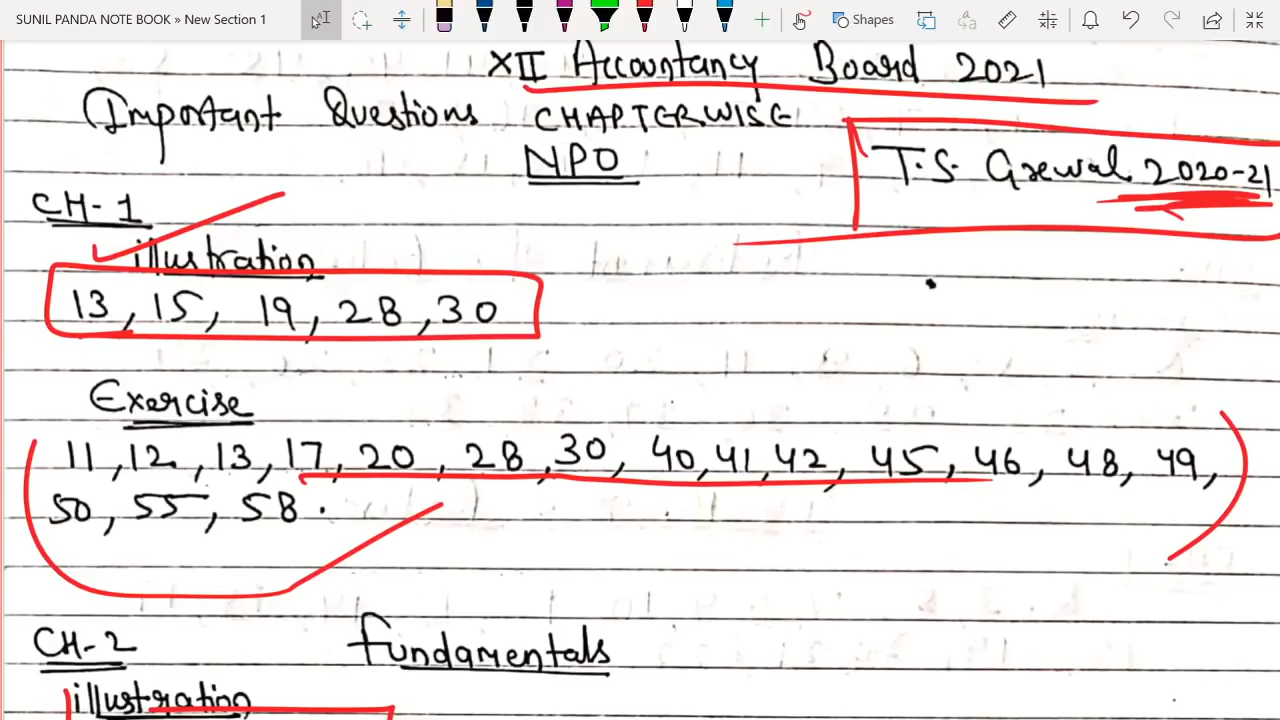 SUNIL PANDA NOTE BOOK » New Section 1
Shapes
XII Accountancy Board 2021
Important Questions CHAPTERWISE
NPO
T.S. Grewal 2020-21
CH-1
illustration
13, 15, 19, 28, 30
Exercise
11, 12, 13, 17, 20, 28, 30, 40, 41, 42, 45, 46, 48, 49,
50, 55, 58.
CH-2 Fundamentals
illustration